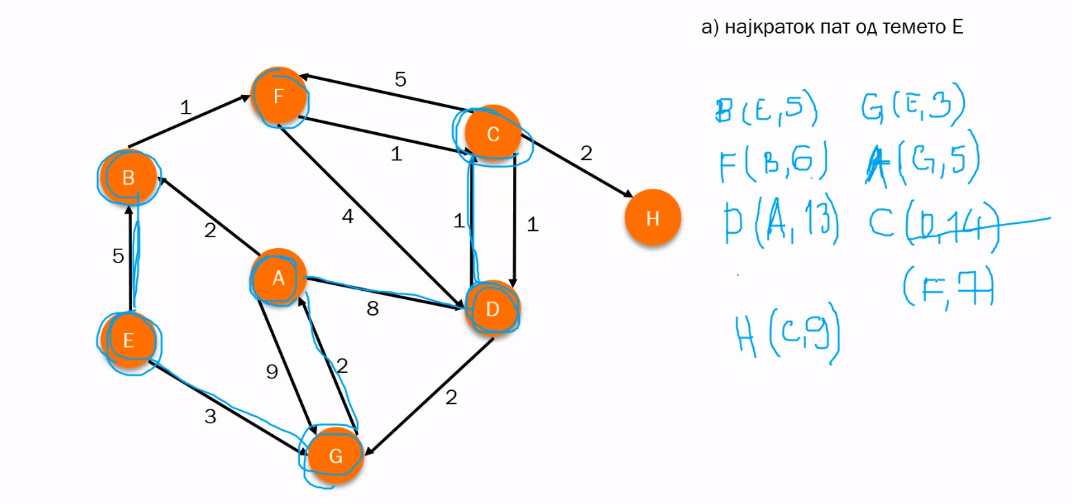 а) најкраток пат од темето Е
B(E,5) G(E,3)
F(B,6) A(G,5)
D(A,13) C(D,14)
(F,7)
H(C,9)
F
5
C
1
1
2
B
H
4
1
1
2
5
A
8
D
E
9
2
2
3
G